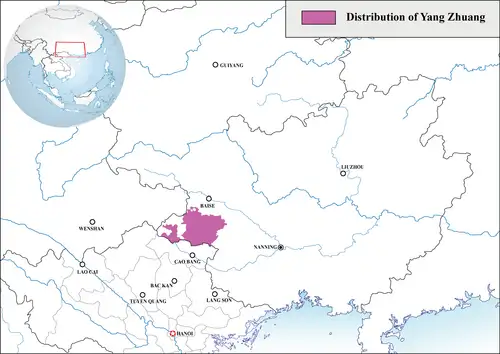 Distribution of Yang Zhuang
GUIYANG
LIUZHOU
BAISE
WENSHAN
NANNING
CAO BANG
LAO CAI
BAC KAN
TUYEN QUANG
LANG SON
HANOI